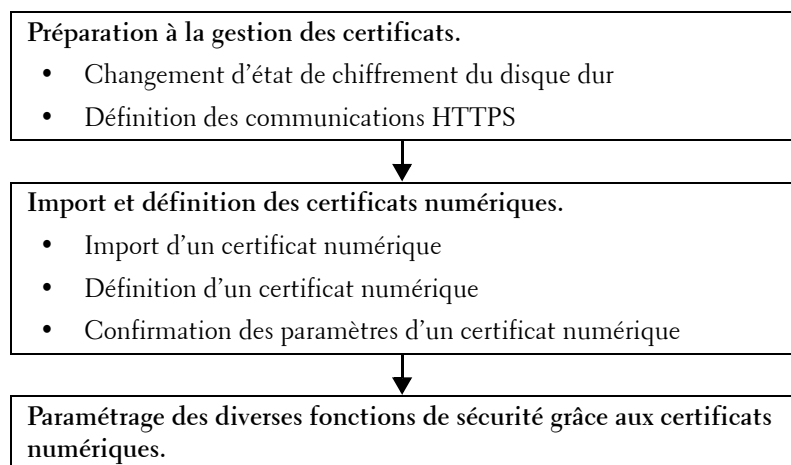 Préparation à la gestion des certificats.
• Changement d’état de chiffrement du disque dur
• Définition des communications HTTPS
Import et définition des certificats numériques.
• Import d’un certificat numérique
• Définition d’un certificat numérique
• Confirmation des paramètres d’un certificat numérique
Paramétrage des diverses fonctions de sécurité grâce aux certificats
numériques.